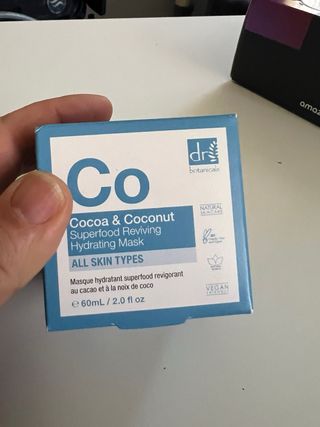 amaz
dr
botanicals
Co
Cocoa & Coconut
Superfood Reviving
Hydrating Mask
ALL SKIN TYPES
Masque hydratant superfood revigorant
au cacao et à la noix de coco
℮ 60mL / 2.0 fl oz
NATURAL
SKINCARE
VEGAN